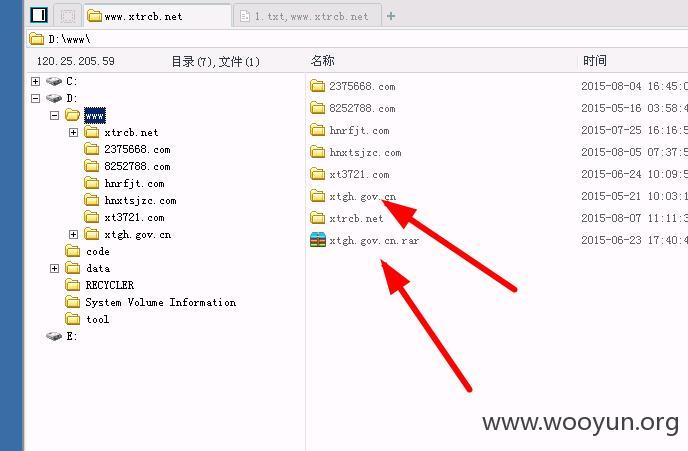 www.xtrcb.net
1.txt,www.xtrcb.net
D:\www\
120.25.205.59
目录(7),文件(1)
名称
时间
C:
D:
www
xtrcb.net
2375668.com
8252788.com
hnrfjt.com
hnxtsjzc.com
xt3721.com
xtgh.gov.cn
code
data
RECYCLER
System Volume Information
tool
E:
2375668.com 2015-08-04 16:45:0
8252788.com 2015-05-16 03:58:4
hnrfjt.com 2015-07-25 16:16:5
hnxtsjzc.com 2015-08-05 07:37:5
xt3721.com 2015-06-24 10:09:5
xtgh.gov.cn 2015-05-21 10:03:1
xtrcb.net 2015-08-07 11:11:3
xtgh.gov.cn.rar 2015-06-23 17:40:4
www.wooyun.org